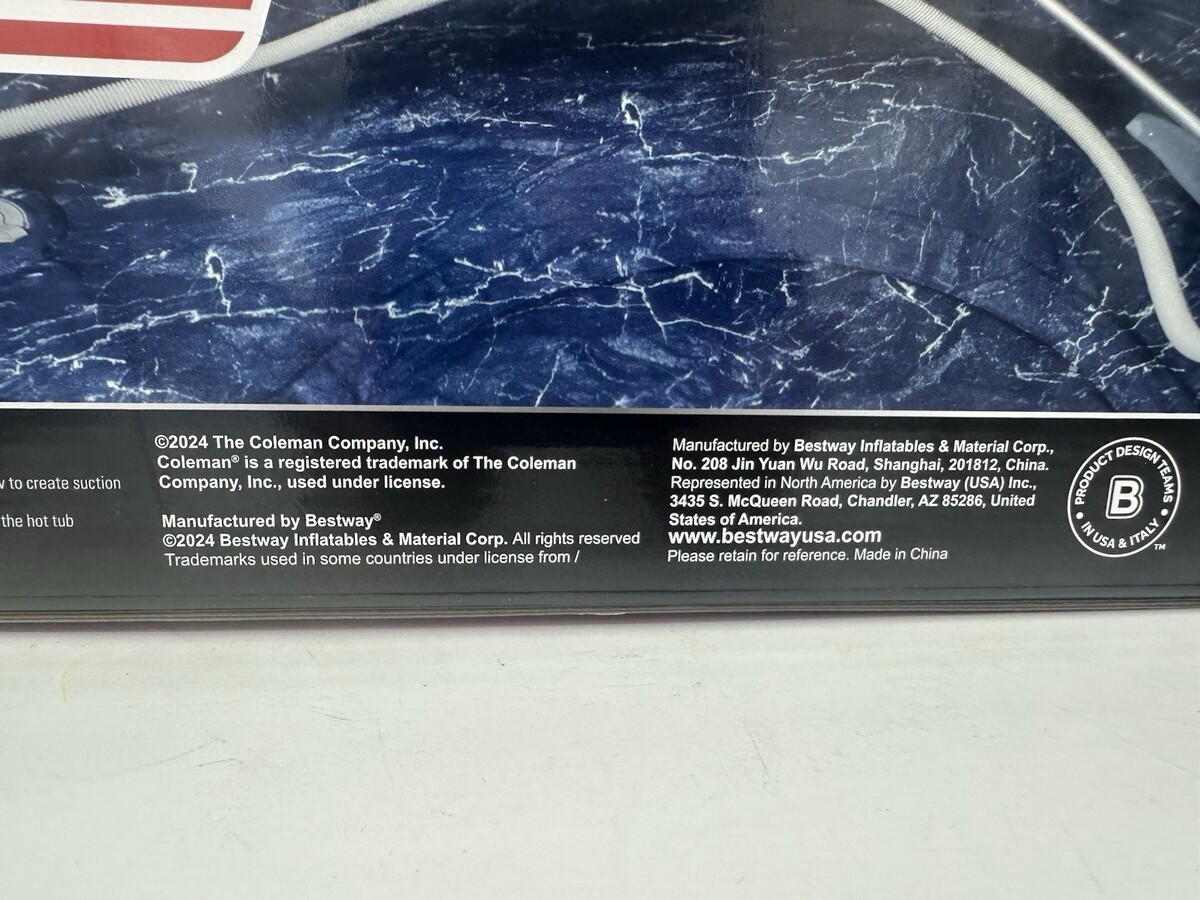 w to create suction
the hot tub
©2024 The Coleman Company, Inc.
Coleman® is a registered trademark of The Coleman
Company, Inc., used under license.
Manufactured by Bestway®
©2024 Bestway Inflatables & Material Corp. All rights reserved
Trademarks used in some countries under license from /
Manufactured by Bestway Inflatables & Material Corp.,
No. 208 Jin Yuan Wu Road, Shanghai, 201812, China.
Represented in North America by Bestway (USA) Inc.,
3435 S. McQueen Road, Chandler, AZ 85286, United
States of America.
www.bestwayusa.com
Please retain for reference. Made in China
PRODUCT DESIGN TEAMS
B
IN USA & ITALY
TM